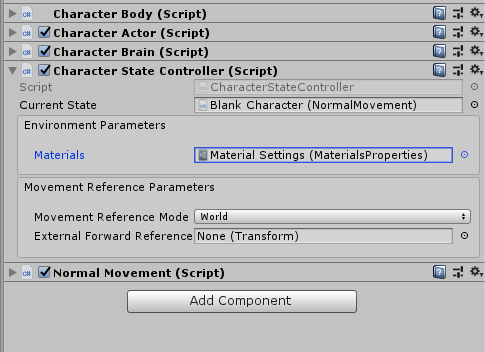 Character Body (Script)
Character Actor (Script)
Character Brain (Script)
Character State Controller (Script)
Script CharacterStateController
Current State Blank Character (NormalMovement)
Environment Parameters
Materials Material Settings (MaterialsProperties)
Movement Reference Parameters
Movement Reference Mode World
External Forward Reference None (Transform)
Normal Movement (Script)
Add Component